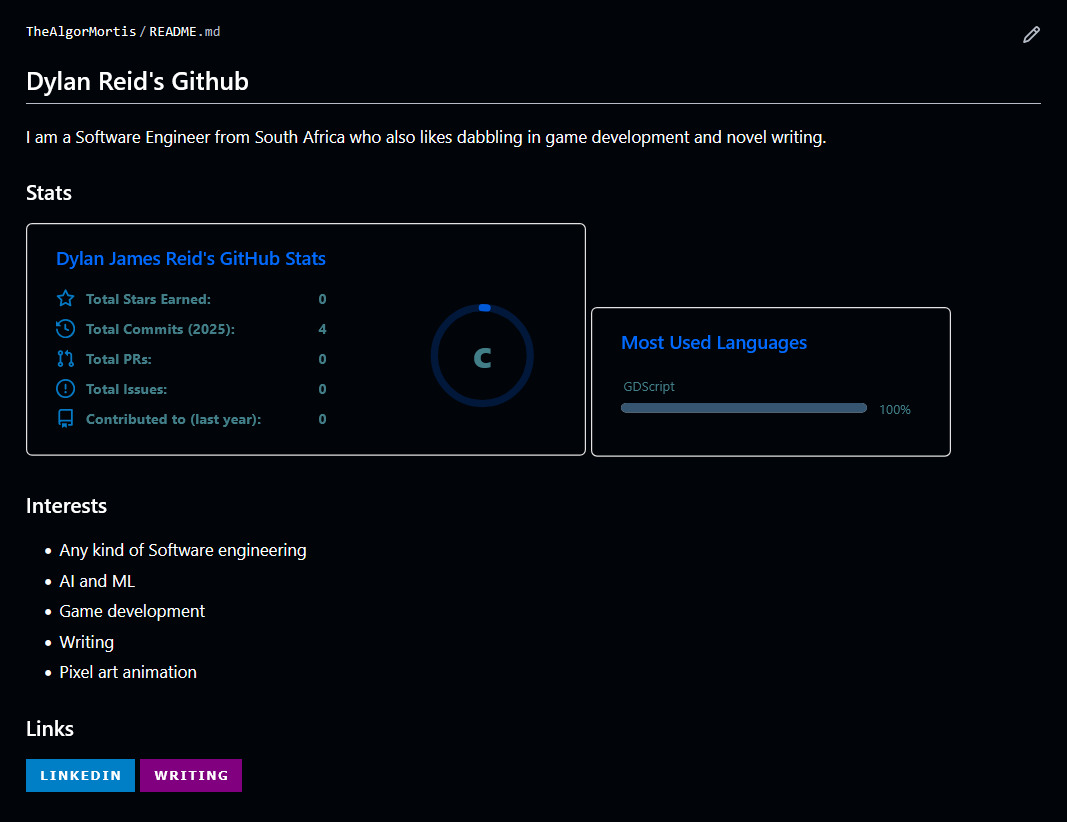 TheAlgorMortis / README.md
Dylan Reid's Github
I am a Software Engineer from South Africa who also likes dabbling in game development and novel writing.
Stats
Dylan James Reid's GitHub Stats
Total Stars Earned: 0
Total Commits (2025): 4
Total PRs: 0
Total Issues: 0
Contributed to (last year): 0
C
Most Used Languages
GDScript
100%
Interests
• Any kind of Software engineering
• AI and ML
• Game development
• Writing
• Pixel art animation
Links
LINKEDIN WRITING